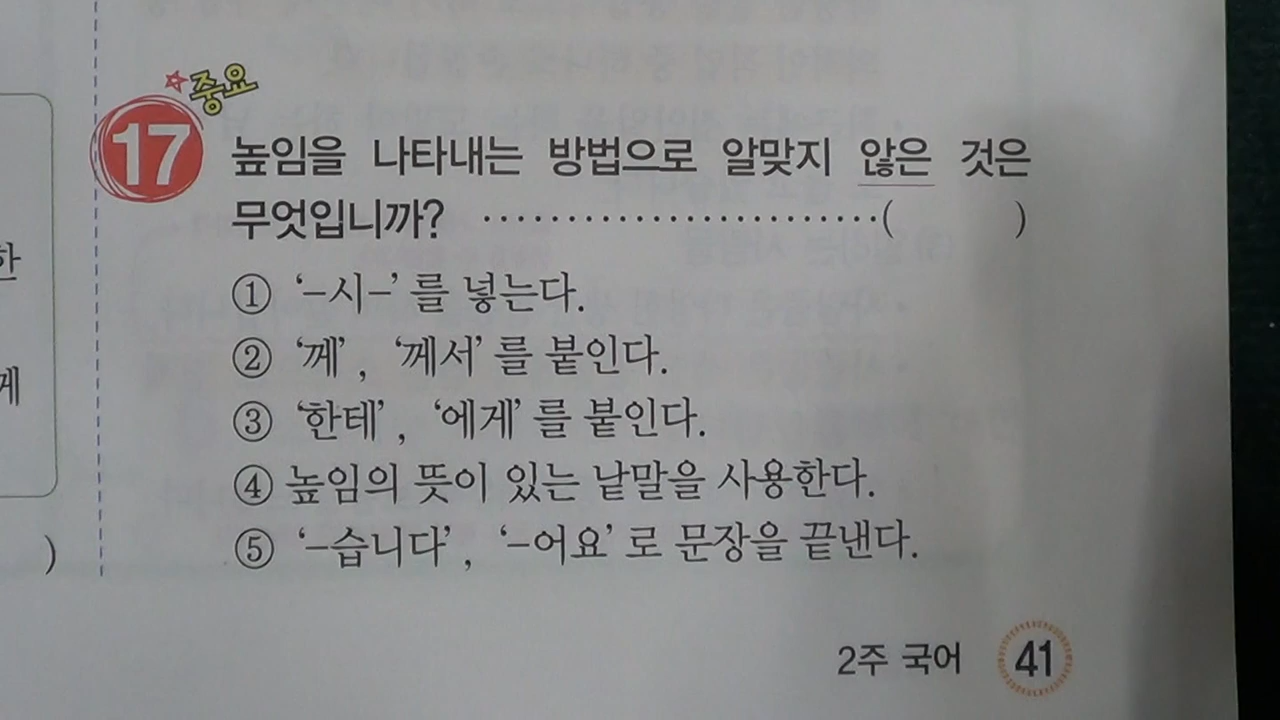 중요
17 높임을 나타내는 방법으로 알맞지 않은 것은
무엇입니까? ························( )
① ‘–시–’를 넣는다.
② ‘께’, ‘께서’를 붙인다.
③ ‘한테’, ‘에게’를 붙인다.
④ 높임의 뜻이 있는 낱말을 사용한다.
⑤ ‘–습니다’, ‘–어요’로 문장을 끝낸다.
한
게
)
2주 국어 41